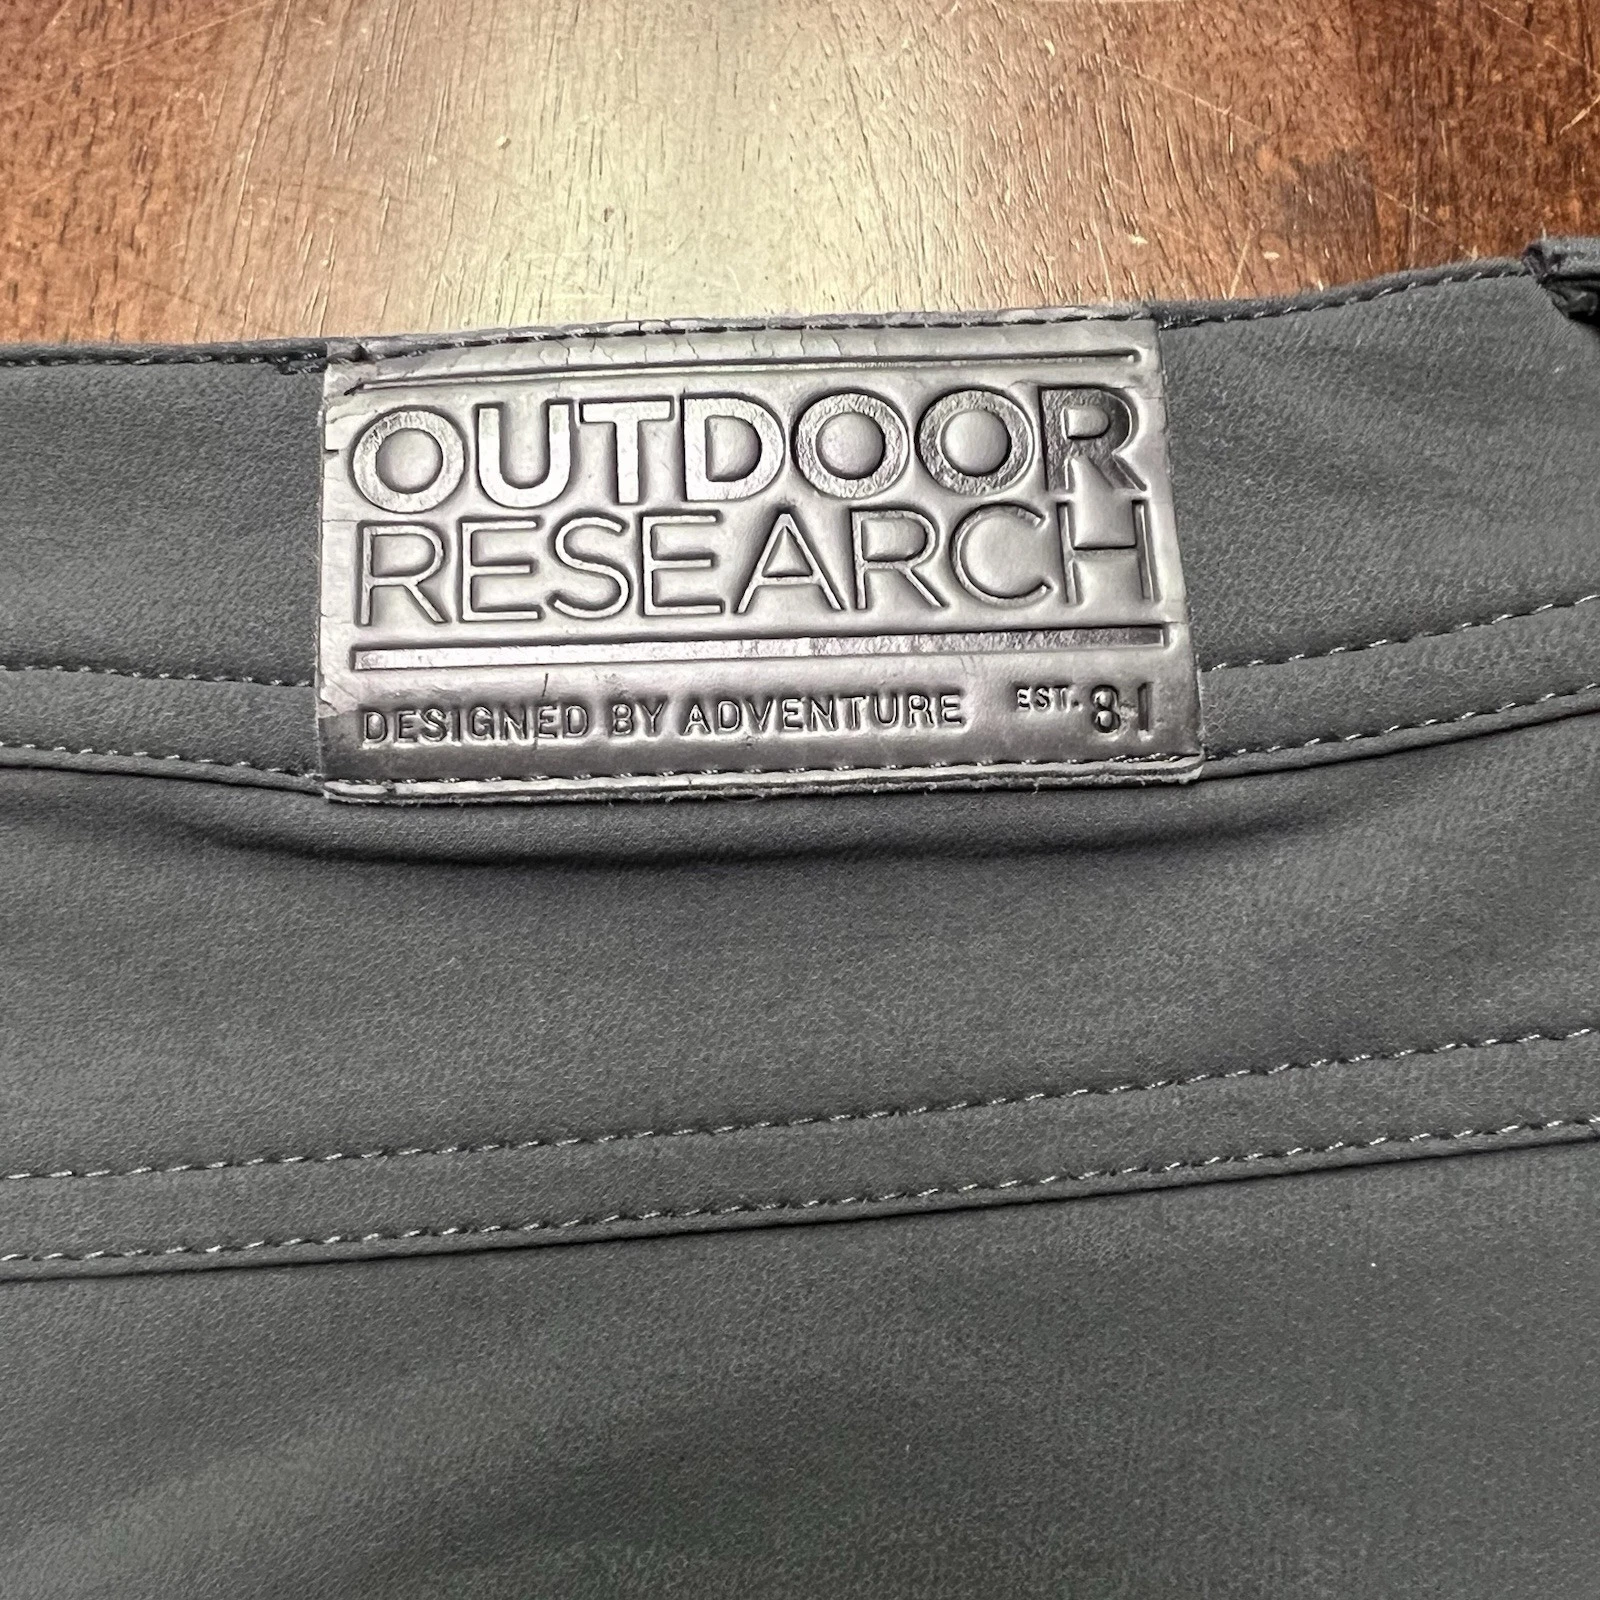 OUTDOOR
RESEARCH
DESIGNED BY ADVENTURE EST. 81